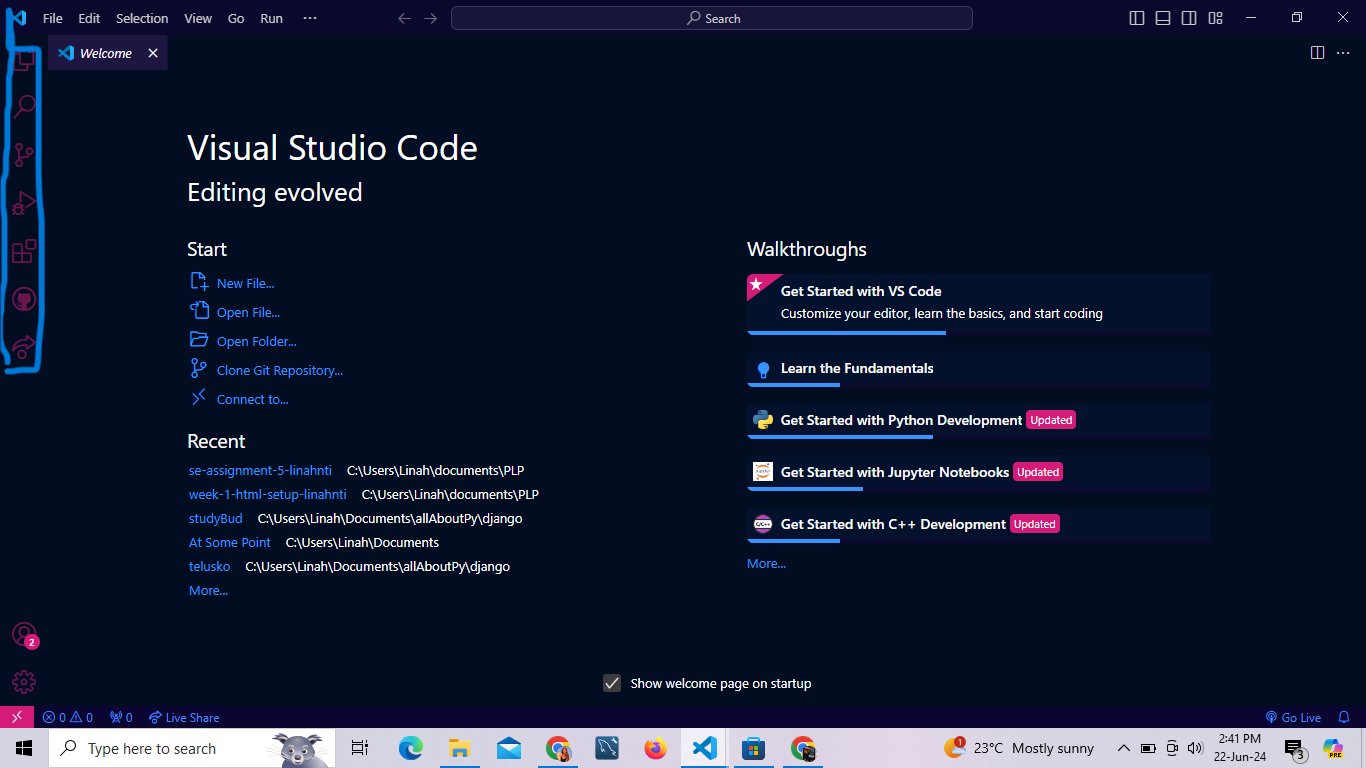 File Edit Selection View Go Run ···
Search
Welcome
Visual Studio Code
Editing evolved
Start
New File...
Open File...
Open Folder...
Clone Git Repository...
Connect to...
Recent
se-assignment-5-linahnti C:\Users\Linah\documents\PLP
week-1-html-setup-linahnti C:\Users\Linah\documents\PLP
studyBud C:\Users\Linah\Documents\allAboutPy\django
At Some Point C:\Users\Linah\Documents
telusko C:\Users\Linah\Documents\allAboutPy\django
More...
Walkthroughs
Get Started with VS Code
Customize your editor, learn the basics, and start coding
Learn the Fundamentals
Get Started with Python Development Updated
Get Started with Jupyter Notebooks Updated
C/C++ Get Started with C++ Development Updated
More...
2
Show welcome page on startup
0 0 0 Live Share
Go Live
Type here to search
1 23°C Mostly sunny
2:41 PM
22-Jun-24
3
PRE